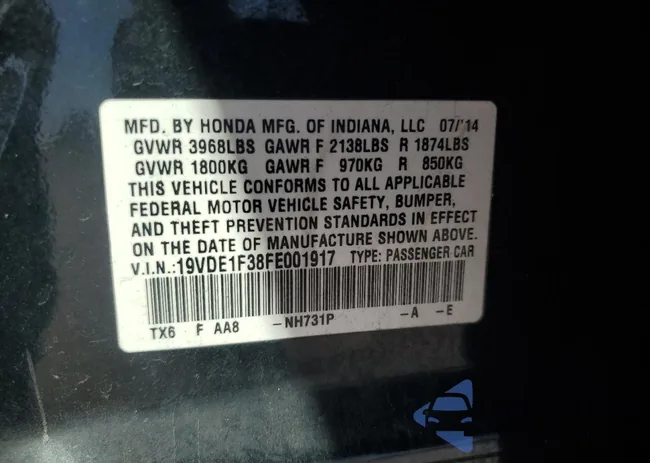 MFD. BY HONDA MFG. OF INDIANA, LLC 07/'14
GVWR 3968LBS GAWR F 2138LBS R 1874LBS
GVWR 1800KG GAWR F 970KG R 850KG
THIS VEHICLE CONFORMS TO ALL APPLICABLE
FEDERAL MOTOR VEHICLE SAFETY, BUMPER,
AND THEFT PREVENTION STANDARDS IN EFFECT
ON THE DATE OF MANUFACTURE SHOWN ABOVE.
V.I.N.:19VDE1F38FE001917 TYPE: PASSENGER CAR
TX6 F AA8 -NH731P -A -E